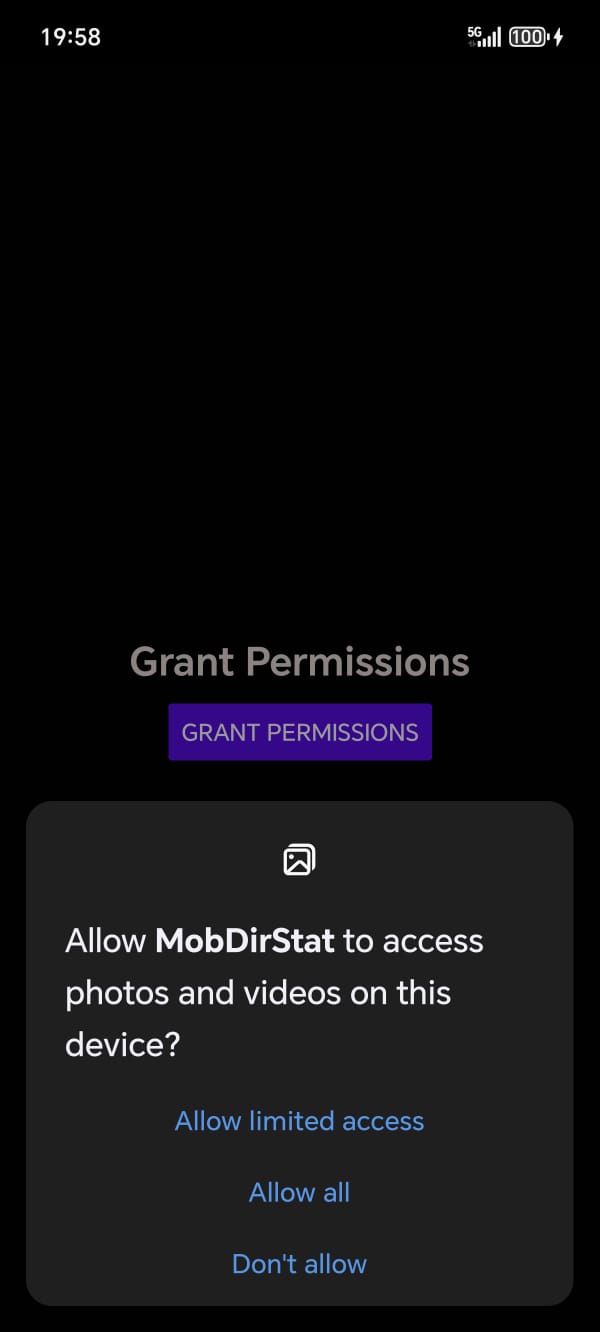 19:58
5G 100
Grant Permissions
GRANT PERMISSIONS
Allow MobDirStat to access
photos and videos on this
device?
Allow limited access
Allow all
Don't allow